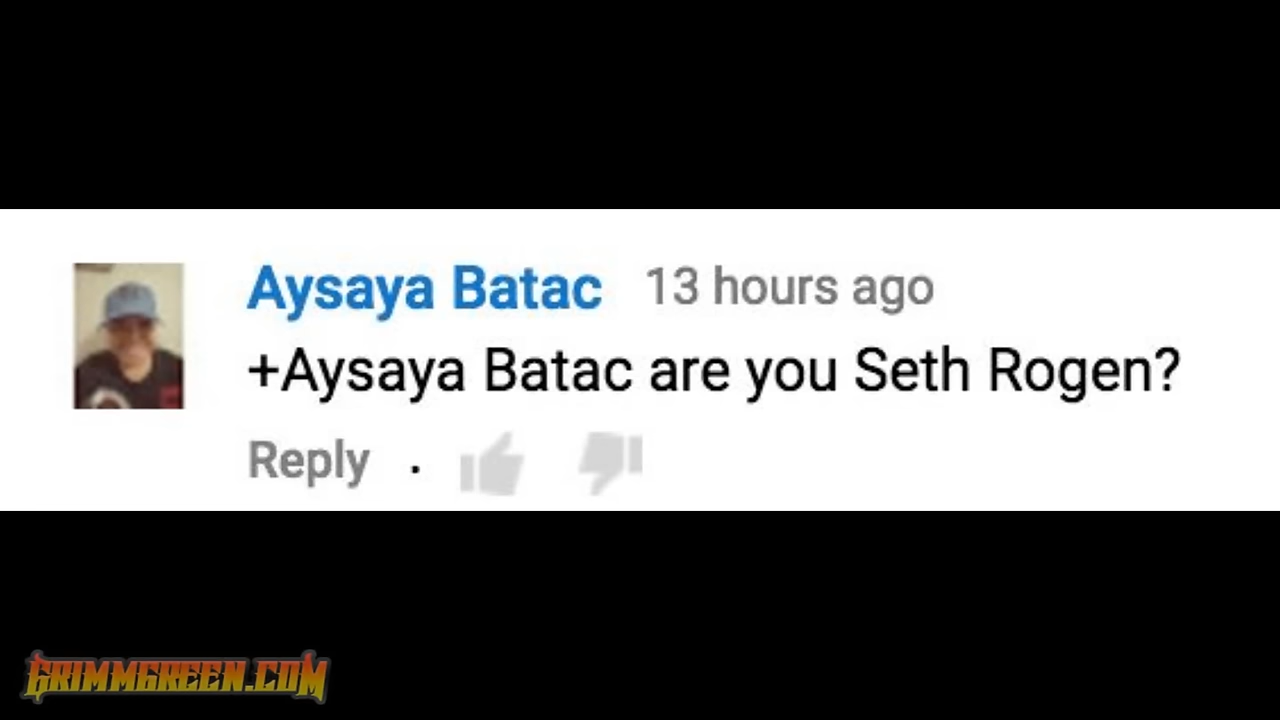 Aysaya Batac 13 hours ago
+Aysaya Batac are you Seth Rogen?
Reply .
GRIMMGREEN.COM